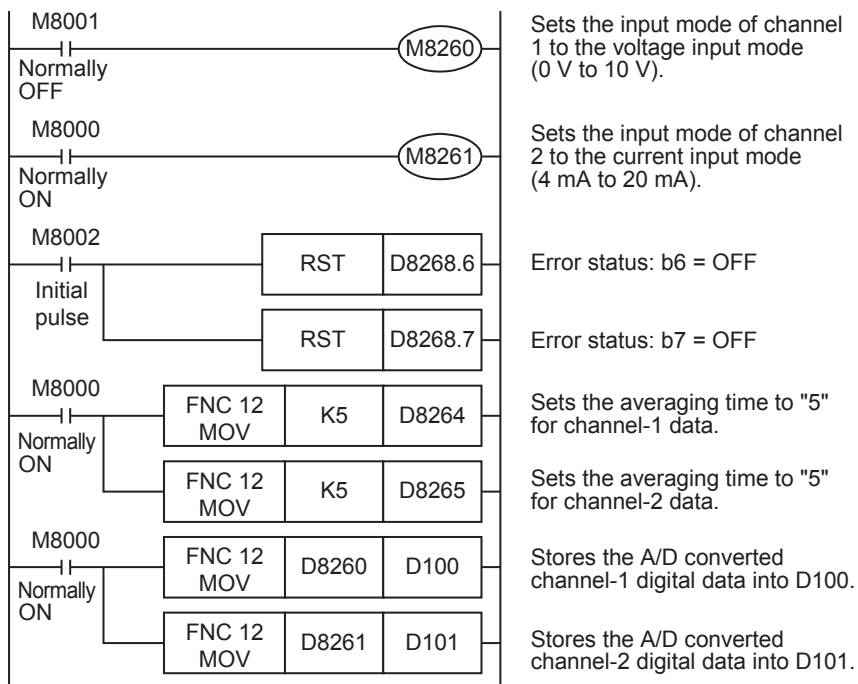 M8001
Normally
OFF
M8260
Sets the input mode of channel
1 to the voltage input mode
(0 V to 10 V).
M8000
Normally
ON
M8261
Sets the input mode of channel
2 to the current input mode
(4 mA to 20 mA).
M8002
Initial
pulse
RST D8268.6
Error status: b6 = OFF
RST D8268.7
Error status: b7 = OFF
M8000
Normally
ON
FNC 12
MOV
K5 D8264
Sets the averaging time to "5"
for channel-1 data.
FNC 12
MOV
K5 D8265
Sets the averaging time to "5"
for channel-2 data.
M8000
Normally
ON
FNC 12
MOV
D8260 D100
Stores the A/D converted
channel-1 digital data into D100.
FNC 12
MOV
D8261 D101
Stores the A/D converted
channel-2 digital data into D101.